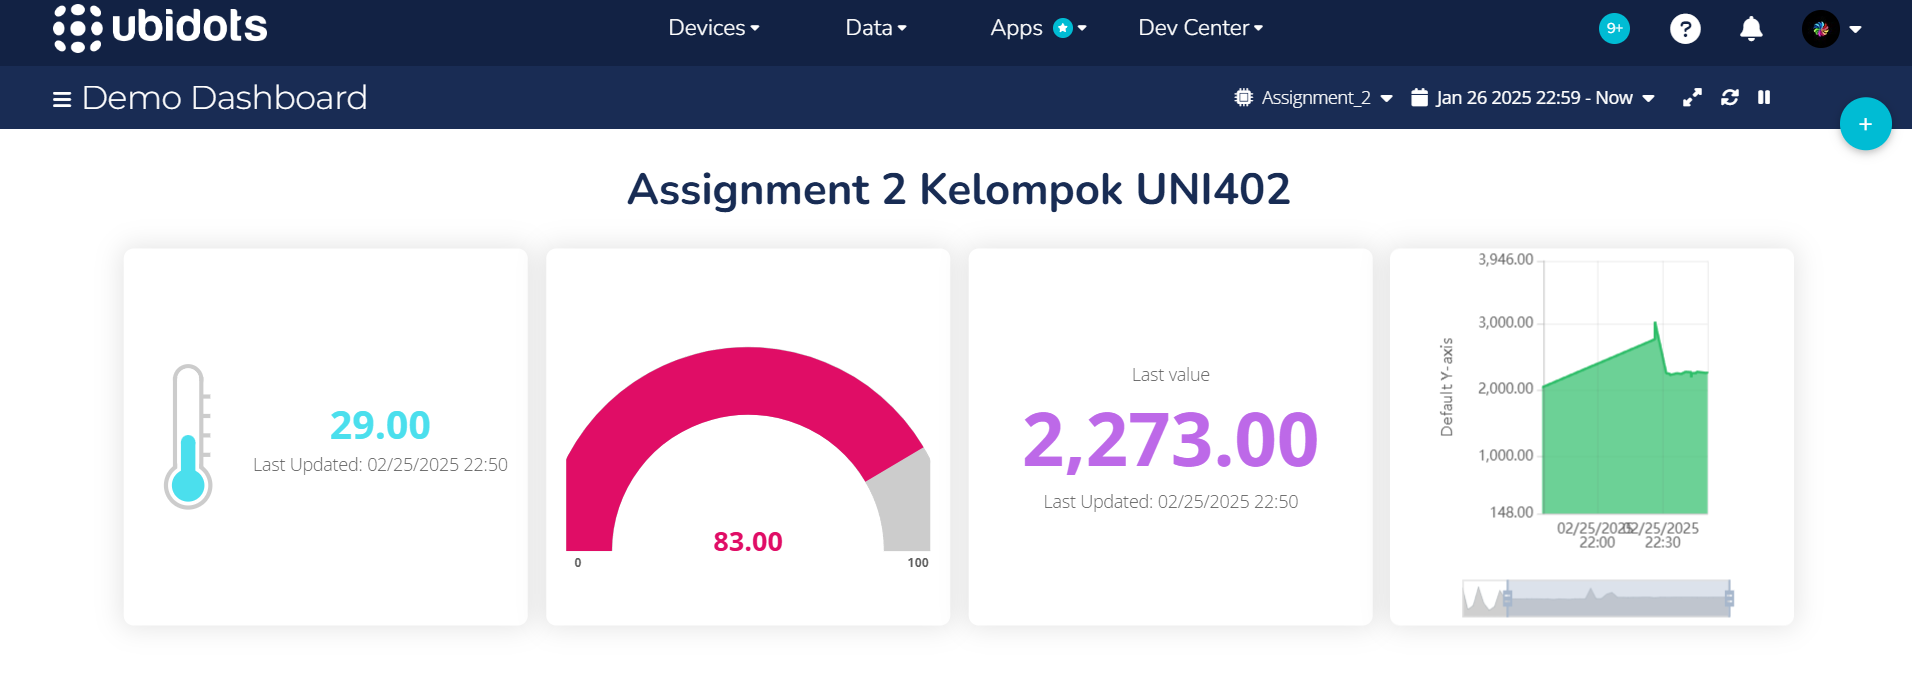 ubidots
Devices
Data
Apps
Dev Center
9+
?
Demo Dashboard
Assignment_2
Jan 26 2025 22:59 - Now
+
Assignment 2 Kelompok UNI402
29.00
Last Updated: 02/25/2025 22:50
83.00
0
100
Last value
2,273.00
Last Updated: 02/25/2025 22:50
Default Y-axis
3,946.00
3,000.00
2,000.00
1,000.00
148.00
02/25/2025
22:00
02/25/2025
22:30